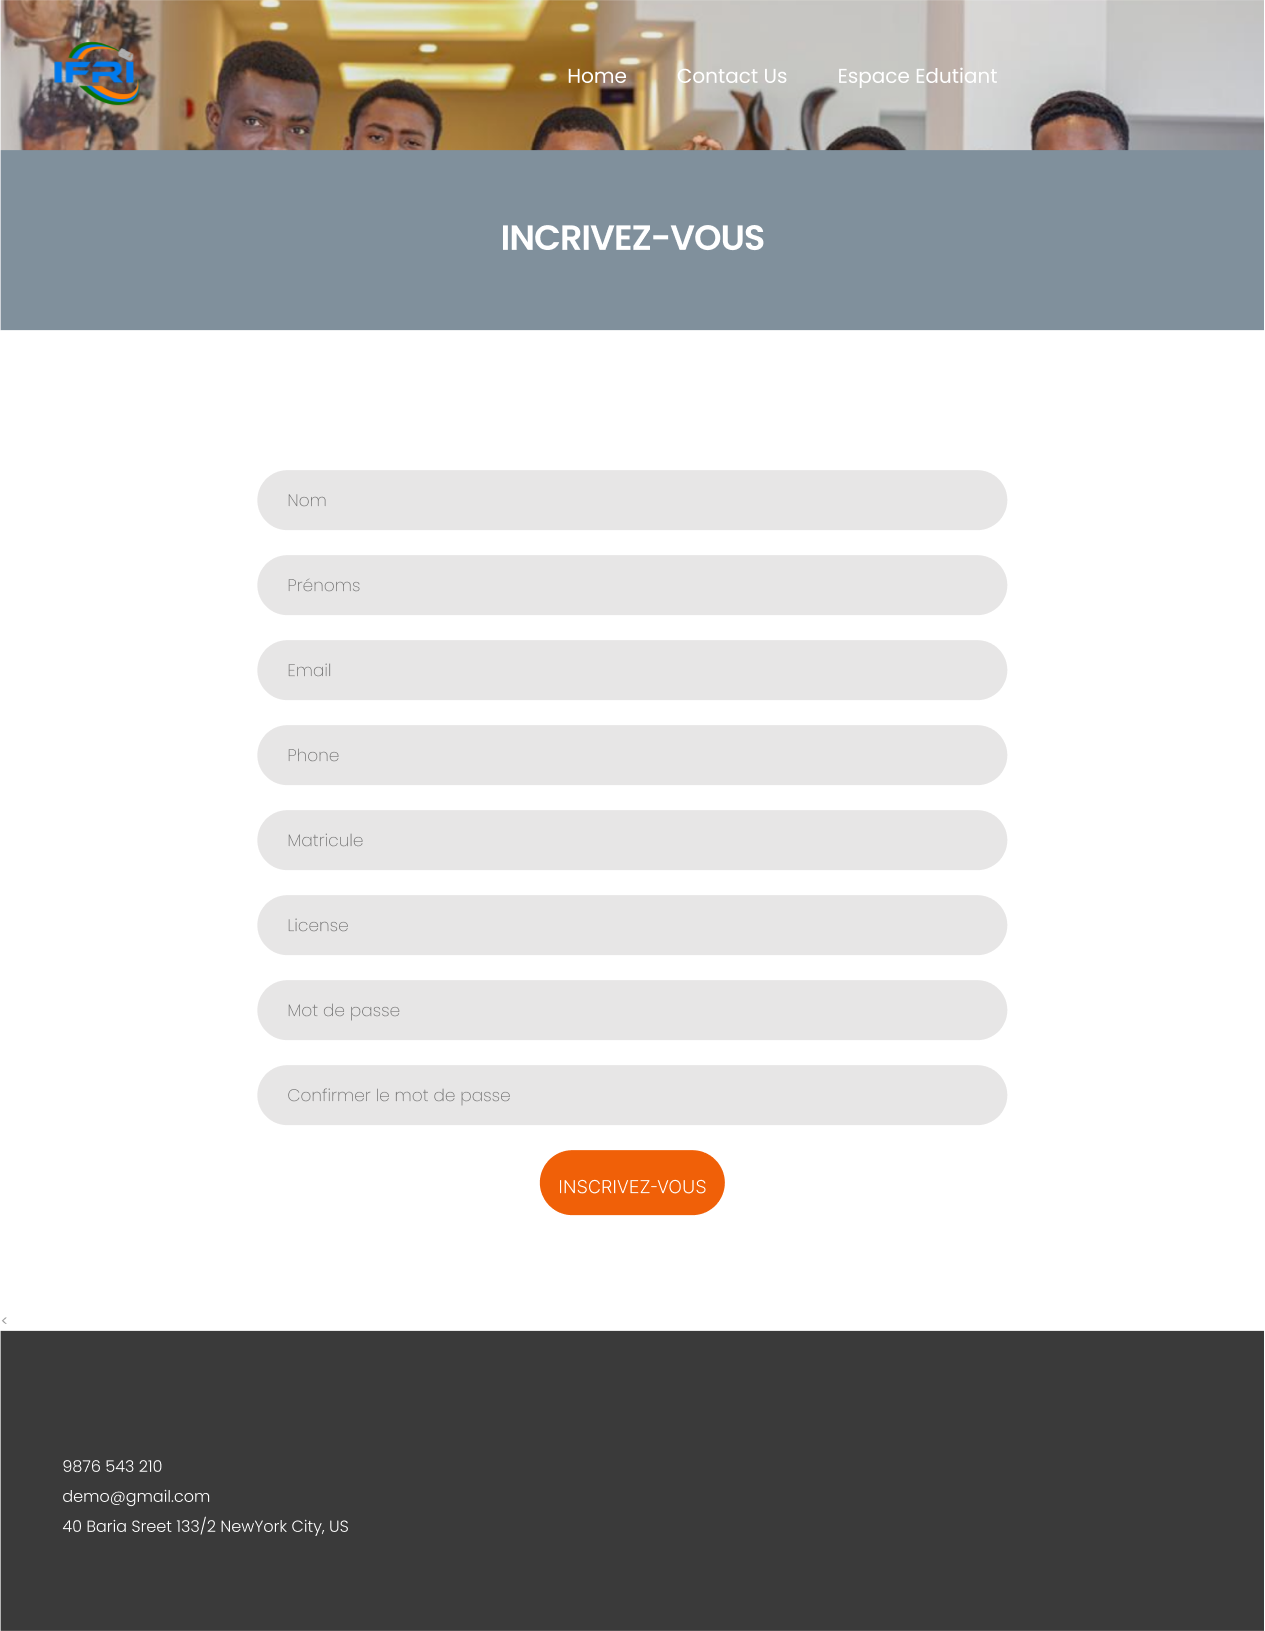 IFRI
Home Contact Us Espace Edutiant
INCRIVEZ-VOUS
Nom
Prénoms
Email
Phone
Matricule
License
Mot de passe
Confirmer le mot de passe
INSCRIVEZ-VOUS
<
9876 543 210
demo@gmail.com
40 Baria Sreet 133/2 NewYork City, US